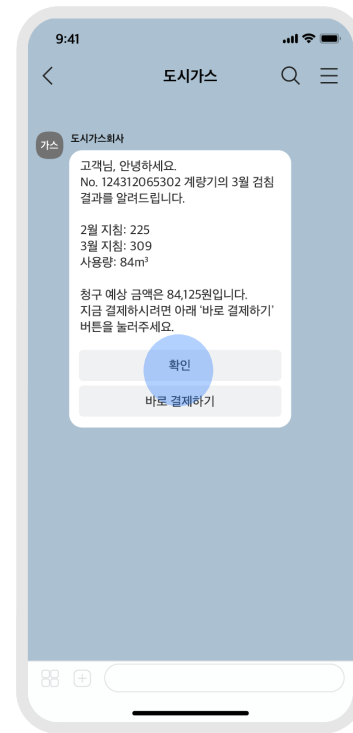 9:41
도시가스
가스
도시가스회사
고객님, 안녕하세요.
No. 124312065302 계량기의 3월 검침
결과를 알려드립니다.
2월 지침: 225
3월 지침: 309
사용량: 84m³
청구 예상 금액은 84,125원입니다.
지금 결제하시려면 아래 ‘바로 결제하기’
버튼을 눌러주세요.
확인
바로 결제하기